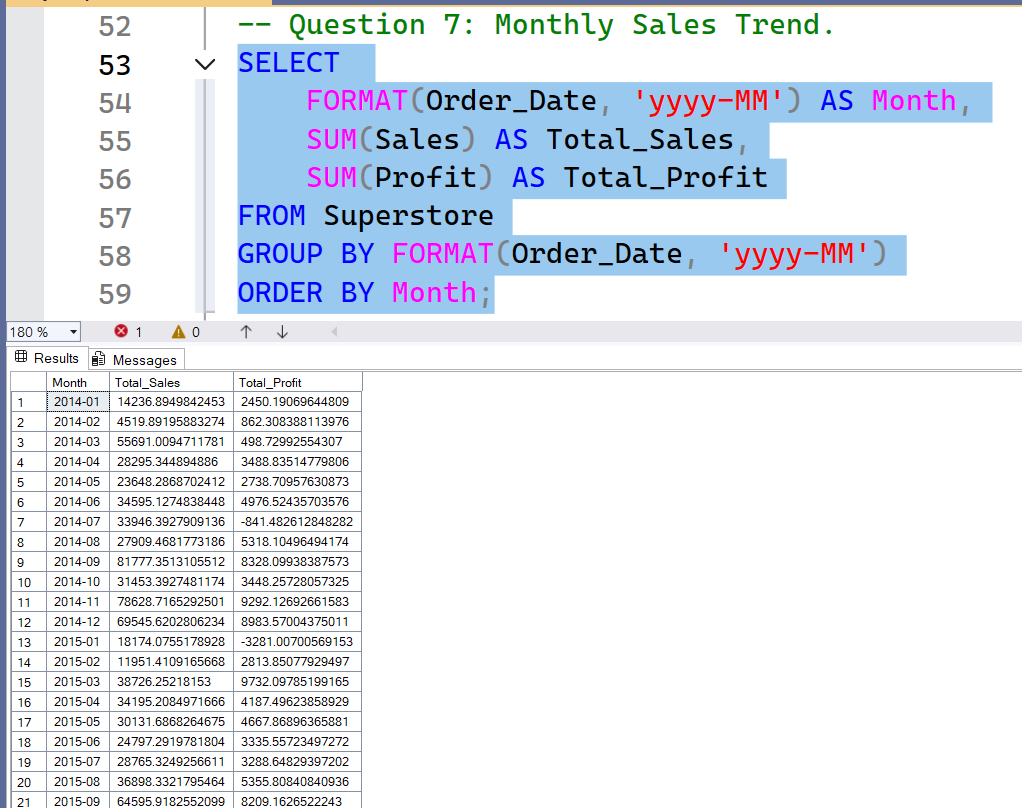 52 -- Question 7: Monthly Sales Trend.
53 SELECT
54 FORMAT(Order_Date, 'yyyy-MM') AS Month,
55 SUM(Sales) AS Total_Sales,
56 SUM(Profit) AS Total_Profit
57 FROM Superstore
58 GROUP BY FORMAT(Order_Date, 'yyyy-MM')
59 ORDER BY Month;
180 % 1 0
Results Messages
Month Total_Sales Total_Profit
1 2014-01 14236.8949842453 2450.19069644809
2 2014-02 4519.89195883274 862.308388113976
3 2014-03 55691.0094711781 498.72992554307
4 2014-04 28295.344894886 3488.83514779806
5 2014-05 23648.2868702412 2738.70957630873
6 2014-06 34595.1274838448 4976.52435703576
7 2014-07 33946.3927909136 -841.482612848282
8 2014-08 27909.4681773186 5318.10496494174
9 2014-09 81777.3513105512 8328.09938387573
10 2014-10 31453.3927481174 3448.25728057325
11 2014-11 78628.7165292501 9292.12692661583
12 2014-12 69545.6202806234 8983.57004375011
13 2015-01 18174.0755178928 -3281.00700569153
14 2015-02 11951.4109165668 2813.85077929497
15 2015-03 38726.25218153 9732.09785199165
16 2015-04 34195.2084971666 4187.49623858929
17 2015-05 30131.6868264675 4667.86896365881
18 2015-06 24797.2919781804 3335.55723497272
19 2015-07 28765.3249256611 3288.64829397202
20 2015-08 36898.3321795464 5355.80840840936
21 2015-09 64595.9182552099 8209.1626522243